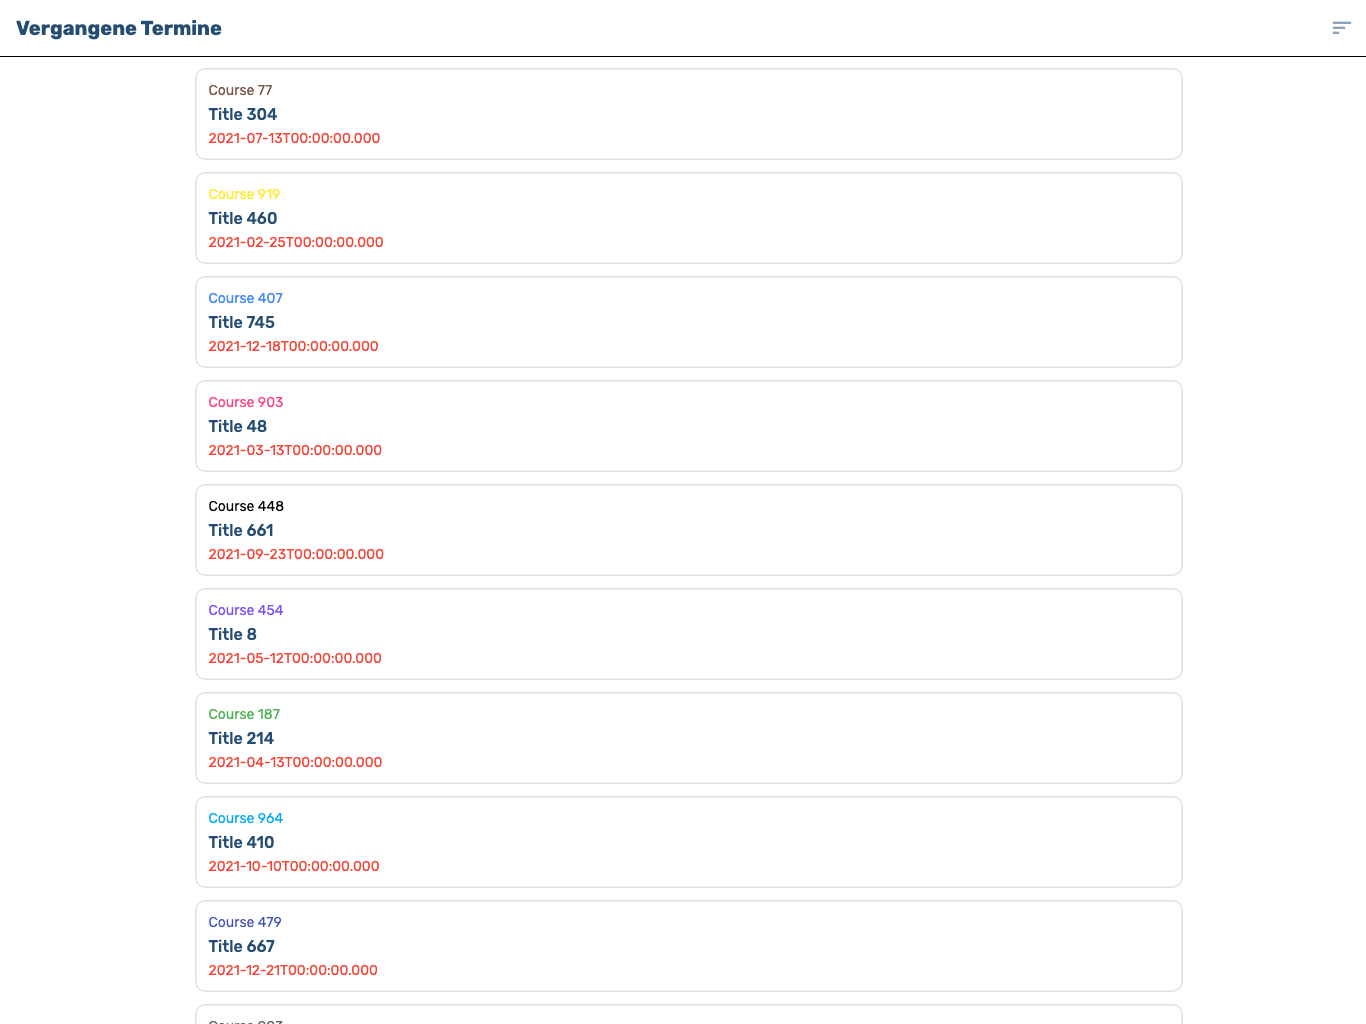 Vergangene Termine
Course 77
Title 304
2021-07-13T00:00:00.000
Course 919
Title 460
2021-02-25T00:00:00.000
Course 407
Title 745
2021-12-18T00:00:00.000
Course 903
Title 48
2021-03-13T00:00:00.000
Course 448
Title 661
2021-09-23T00:00:00.000
Course 454
Title 8
2021-05-12T00:00:00.000
Course 187
Title 214
2021-04-13T00:00:00.000
Course 964
Title 410
2021-10-10T00:00:00.000
Course 479
Title 667
2021-12-21T00:00:00.000
Course